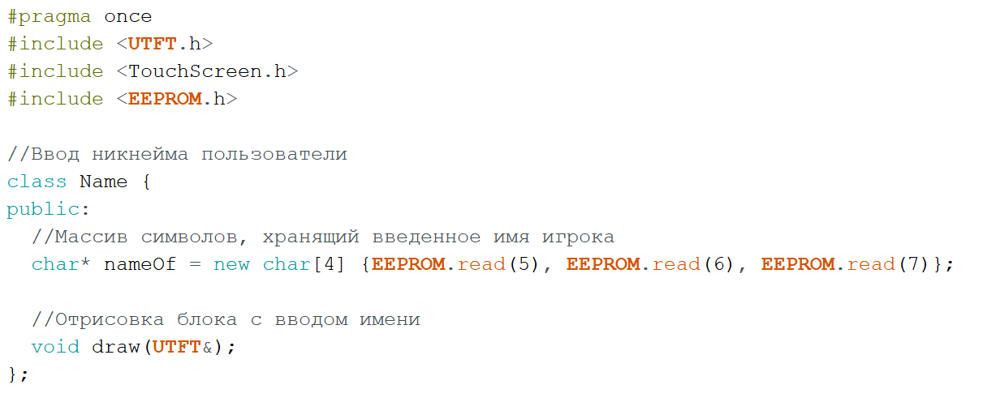 #pragma once
#include <UTFT.h>
#include <TouchScreen.h>
#include <EEPROM.h>
//Ввод никнейма пользователи
class Name {
public:
//Массив символов, хранящий введенное имя игрока
char* nameOf = new char[4] {EEPROM.read(5), EEPROM.read(6), EEPROM.read(7)};
//Отрисовка блока с вводом имени
void draw(UTFT&);
};